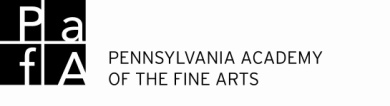 Pa
fA
PENNSYLVANIA ACADEMY
OF THE FINE ARTS